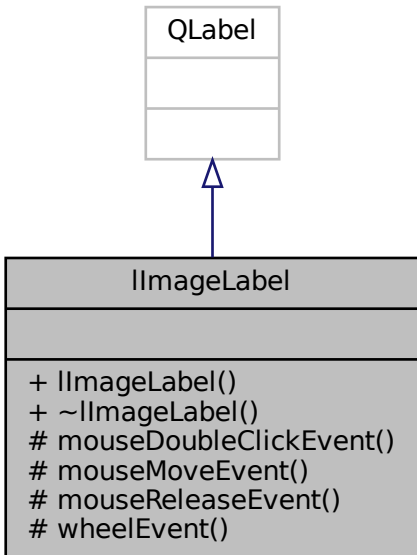 QLabel
lImageLabel
+ lImageLabel()
+ ~lImageLabel()
# mouseDoubleClickEvent()
# mouseMoveEvent()
# mouseReleaseEvent()
# wheelEvent()